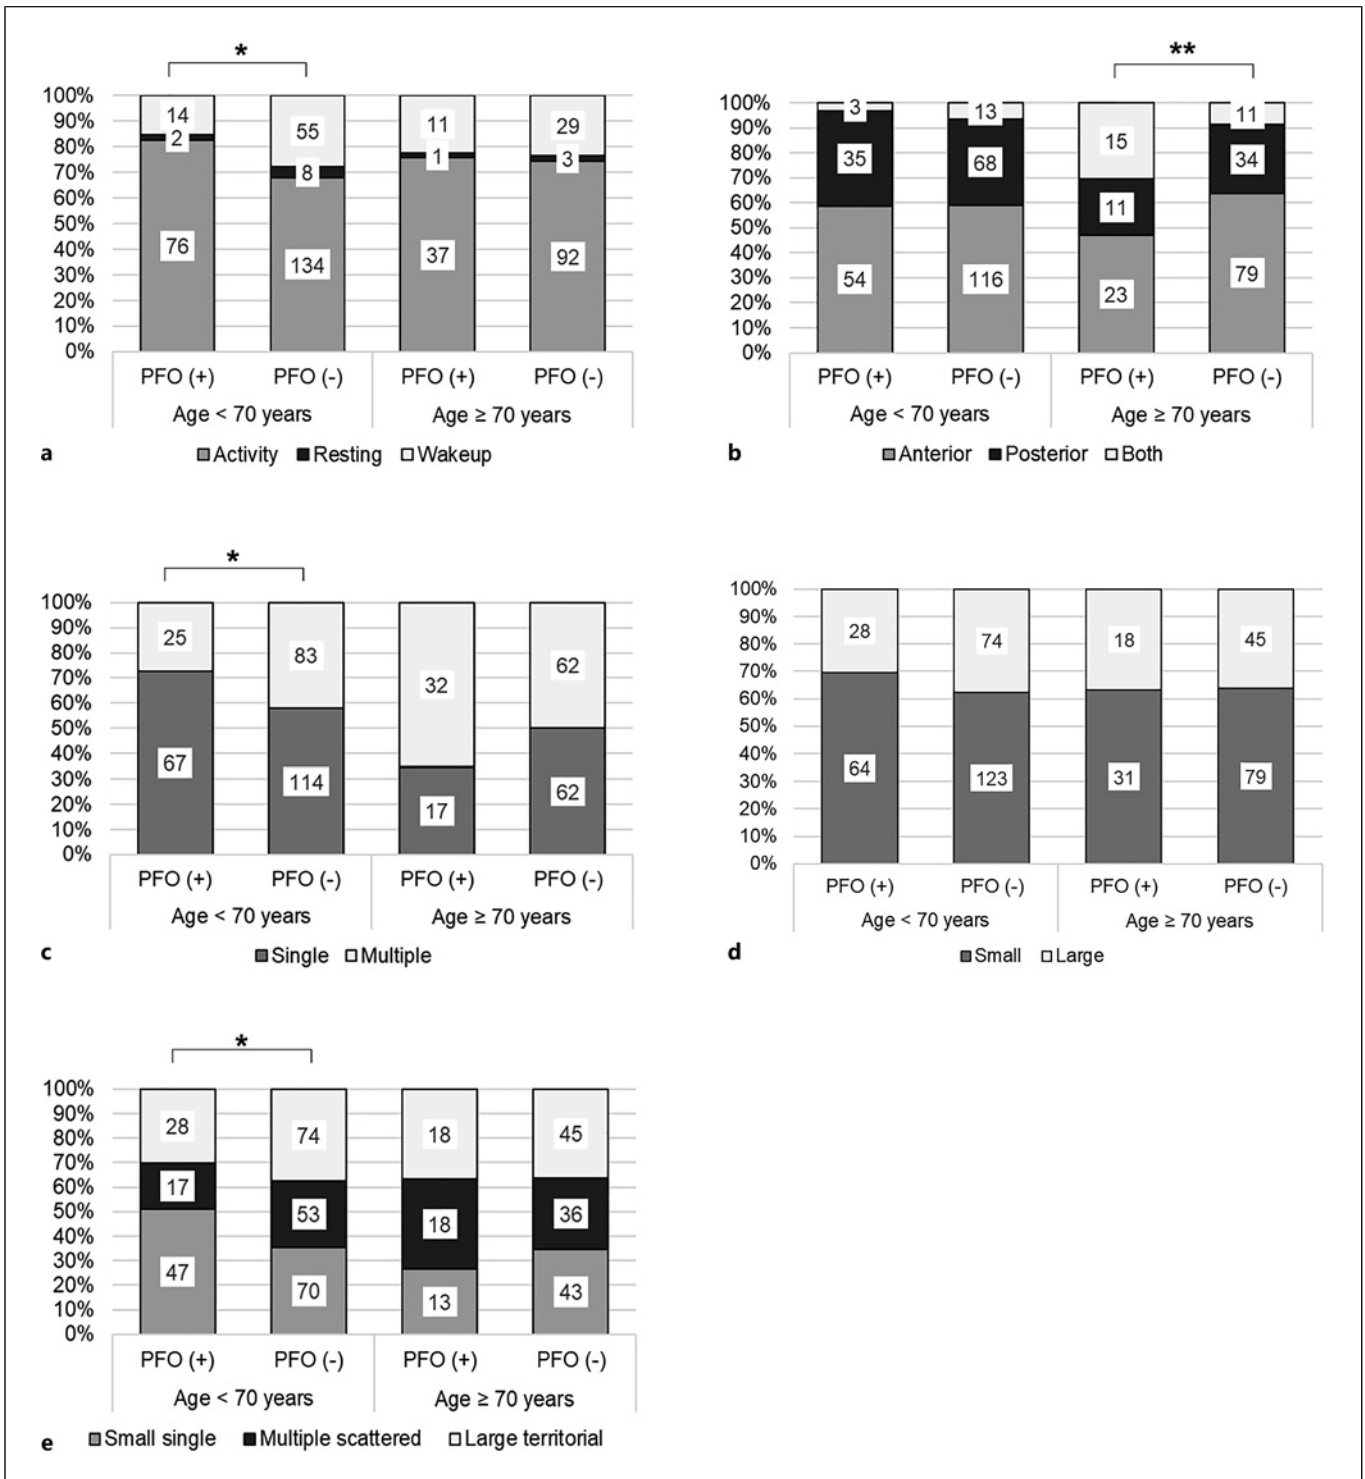 *
100%
90%
80%
70%
60%
50%
40%
30%
20%
10%
0%
14 55 11 29
2 8 1 3
76 134 37 92
PFO (+) PFO (-) PFO (+) PFO (-)
Age < 70 years Age ≥ 70 years
Activity Resting Wakeup
a
**
100%
90%
80%
70%
60%
50%
40%
30%
20%
10%
0%
3 13 15 11
35 68 11 34
54 116 23 79
PFO (+) PFO (-) PFO (+) PFO (-)
Age < 70 years Age ≥ 70 years
Anterior Posterior Both
b
*
100%
90%
80%
70%
60%
50%
40%
30%
20%
10%
0%
25 83 32 62
67 114 17 62
PFO (+) PFO (-) PFO (+) PFO (-)
Age < 70 years Age ≥ 70 years
Single Multiple
c
100%
90%
80%
70%
60%
50%
40%
30%
20%
10%
0%
28 74 18 45
64 123 31 79
PFO (+) PFO (-) PFO (+) PFO (-)
Age < 70 years Age ≥ 70 years
Small Large
d
*
100%
90%
80%
70%
60%
50%
40%
30%
20%
10%
0%
28 74 18 45
17 53 18 36
47 70 13 43
PFO (+) PFO (-) PFO (+) PFO (-)
Age < 70 years Age ≥ 70 years
e Small single Multiple scattered Large territorial